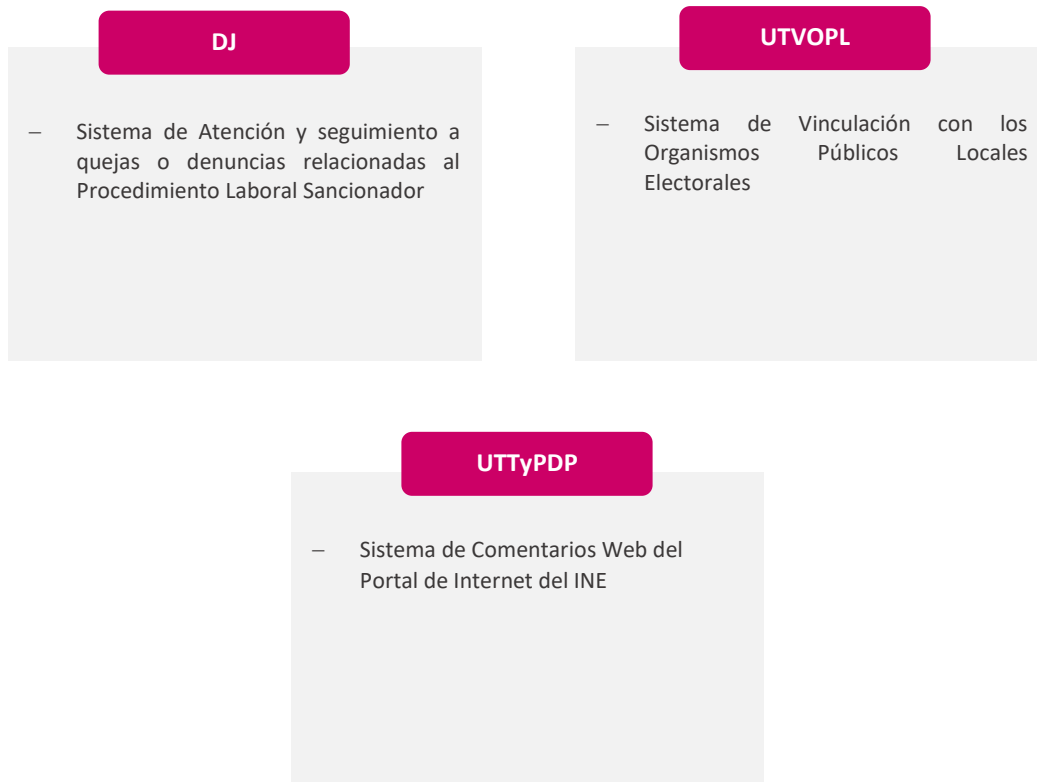 DJ
– Sistema de Atención y seguimiento a
quejas o denuncias relacionadas al
Procedimiento Laboral Sancionador
UTVOPL
– Sistema de Vinculación con los
Organismos Públicos Locales
Electorales
UTTyPDP
– Sistema de Comentarios Web del
Portal de Internet del INE